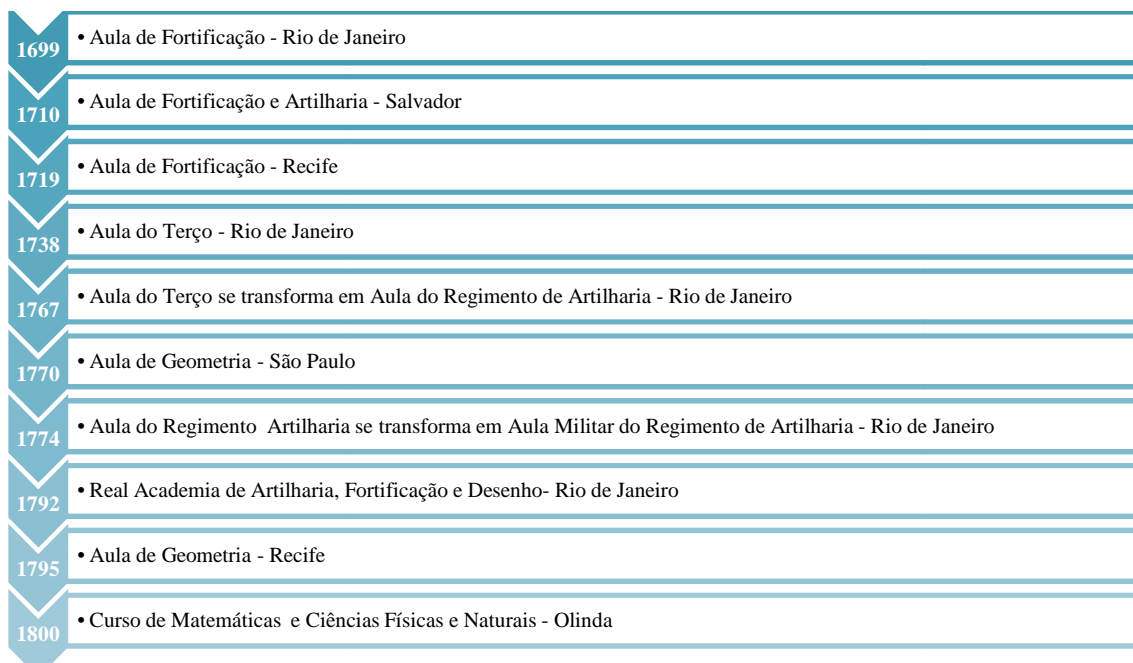 1699
• Aula de Fortificação - Rio de Janeiro
1710
• Aula de Fortificação e Artilharia - Salvador
1719
• Aula de Fortificação - Recife
1738
• Aula do Terço - Rio de Janeiro
1767
• Aula do Terço se transforma em Aula do Regimento de Artilharia - Rio de Janeiro
1770
• Aula de Geometria - São Paulo
1774
• Aula do Regimento Artilharia se transforma em Aula Militar do Regimento de Artilharia - Rio de Janeiro
1792
• Real Academia de Artilharia, Fortificação e Desenho- Rio de Janeiro
1795
• Aula de Geometria - Recife
1800
• Curso de Matemáticas e Ciências Físicas e Naturais - Olinda